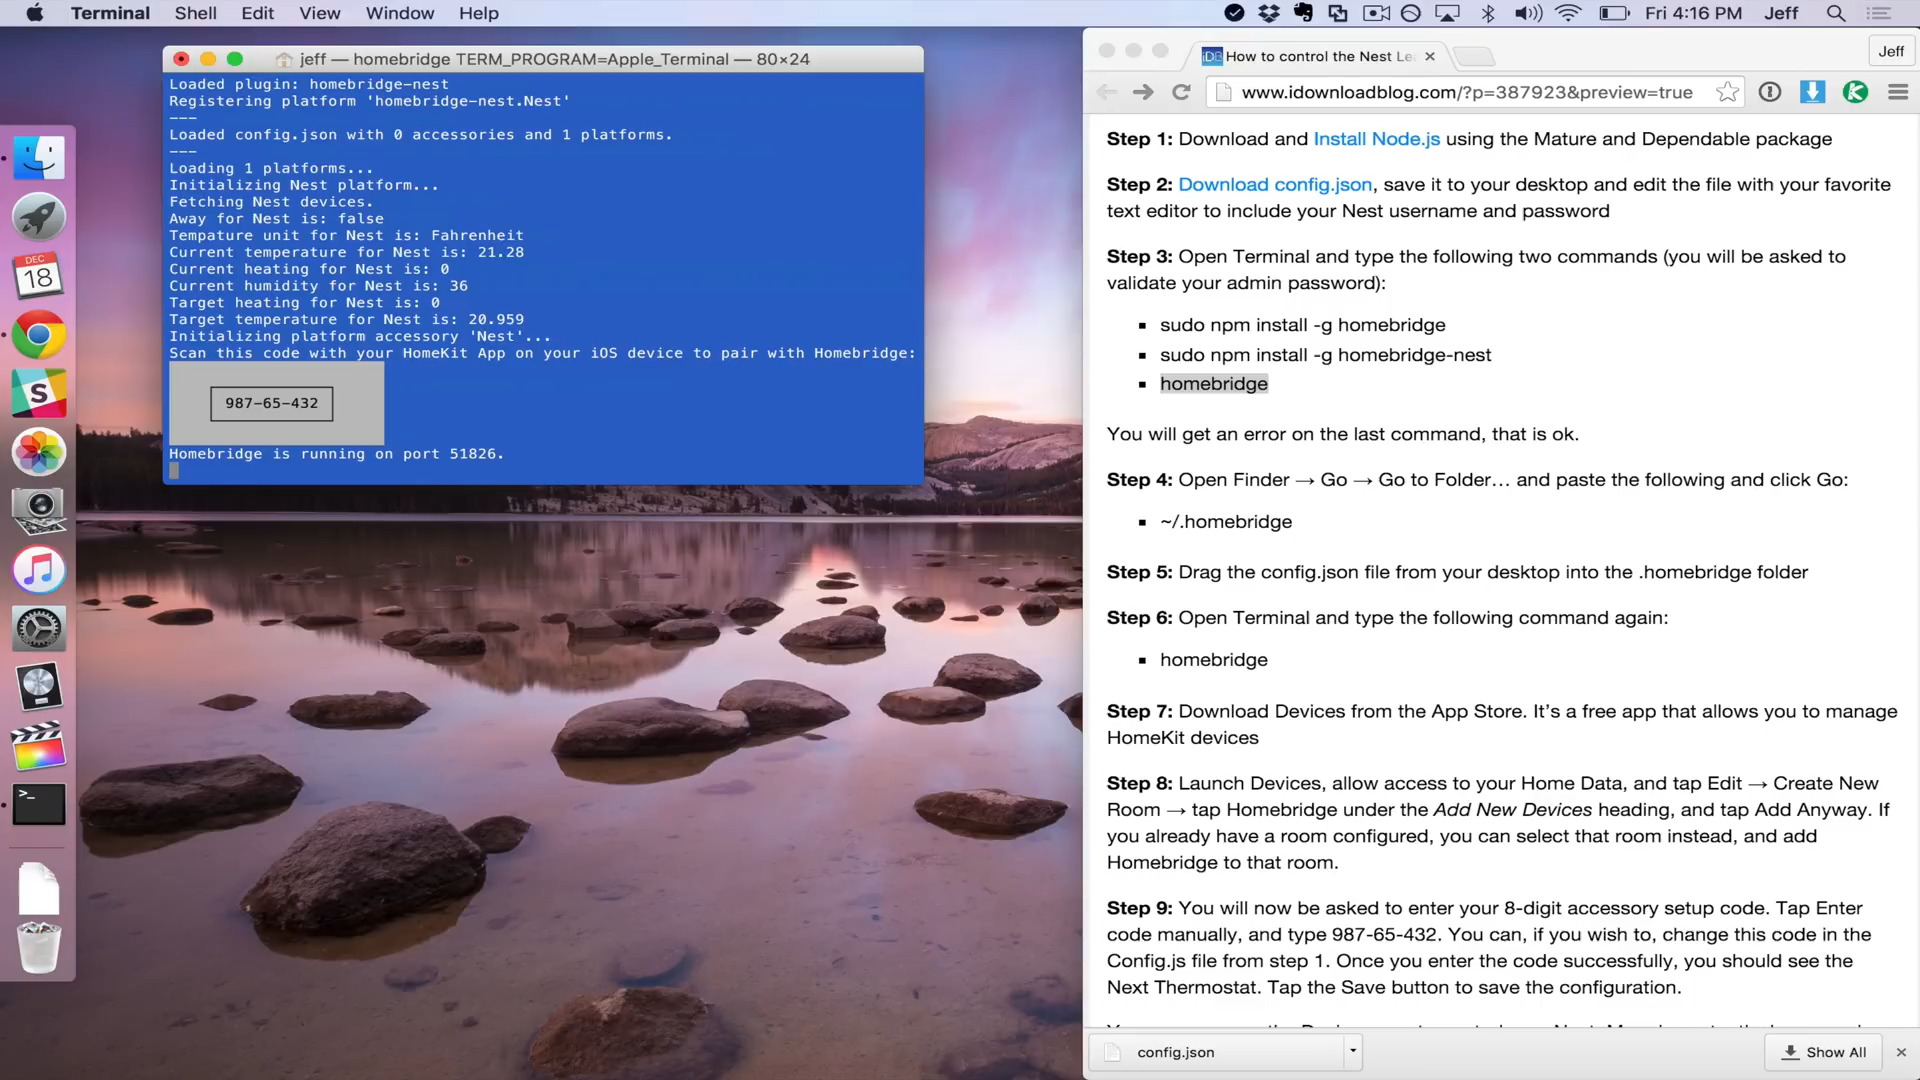 Terminal Shell Edit View Window Help
Fri 4:16 PM Jeff
jeff — homebridge TERM_PROGRAM=Apple_Terminal — 80×24
Loaded plugin: homebridge-nest
Registering platform 'homebridge-nest.Nest'
---
Loaded config.json with 0 accessories and 1 platforms.
---
Loading 1 platforms...
Initializing Nest platform...
Fetching Nest devices.
Away for Nest is: false
Tempature unit for Nest is: Fahrenheit
Current temperature for Nest is: 21.28
Current heating for Nest is: 0
Current humidity for Nest is: 36
Target heating for Nest is: 0
Target temperature for Nest is: 20.959
Initializing platform accessory 'Nest'...
Scan this code with your HomeKit App on your iOS device to pair with Homebridge:
987-65-432
Homebridge is running on port 51826.
DEC
18
>_
iDB How to control the Nest Le
Jeff
www.idownloadblog.com/?p=387923&preview=true
Step 1: Download and Install Node.js using the Mature and Dependable package
Step 2: Download config.json, save it to your desktop and edit the file with your favorite
text editor to include your Nest username and password
Step 3: Open Terminal and type the following two commands (you will be asked to
validate your admin password):
▪ sudo npm install -g homebridge
▪ sudo npm install -g homebridge-nest
▪ homebridge
You will get an error on the last command, that is ok.
Step 4: Open Finder → Go → Go to Folder… and paste the following and click Go:
▪ ~/.homebridge
Step 5: Drag the config.json file from your desktop into the .homebridge folder
Step 6: Open Terminal and type the following command again:
▪ homebridge
Step 7: Download Devices from the App Store. It’s a free app that allows you to manage
HomeKit devices
Step 8: Launch Devices, allow access to your Home Data, and tap Edit → Create New
Room → tap Homebridge under the Add New Devices heading, and tap Add Anyway. If
you already have a room configured, you can select that room instead, and add
Homebridge to that room.
Step 9: You will now be asked to enter your 8-digit accessory setup code. Tap Enter
code manually, and type 987-65-432. You can, if you wish to, change this code in the
Config.js file from step 1. Once you enter the code successfully, you should see the
Next Thermostat. Tap the Save button to save the configuration.
config.json
Show All